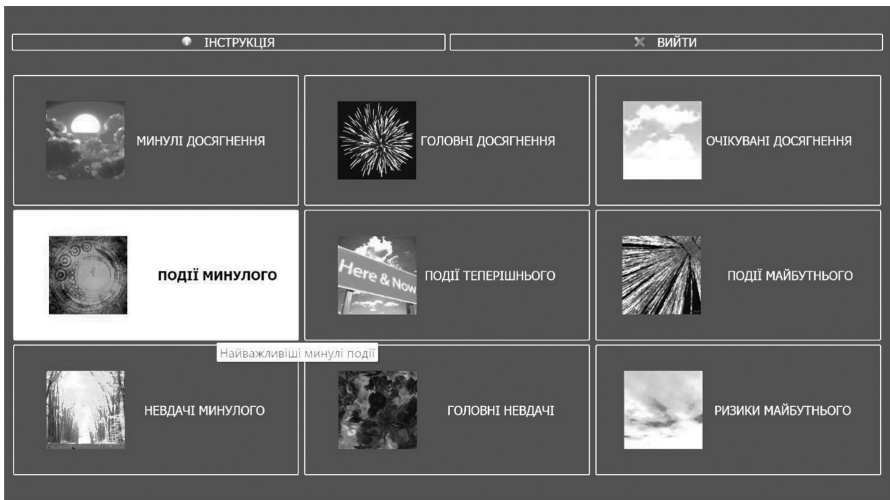 ІНСТРУКЦІЯ
ВИЙТИ
МИНУЛІ ДОСЯГНЕННЯ
ГОЛОВНІ ДОСЯГНЕННЯ
ОЧІКУВАНІ ДОСЯГНЕННЯ
ПОДІЇ МИНУЛОГО
Here & Now
ПОДІЇ ТЕПЕРІШНЬОГО
ПОДІЇ МАЙБУТНЬОГО
Найважливіші минулі події
НЕВДАЧІ МИНУЛОГО
ГОЛОВНІ НЕВДАЧІ
РИЗИКИ МАЙБУТНЬОГО